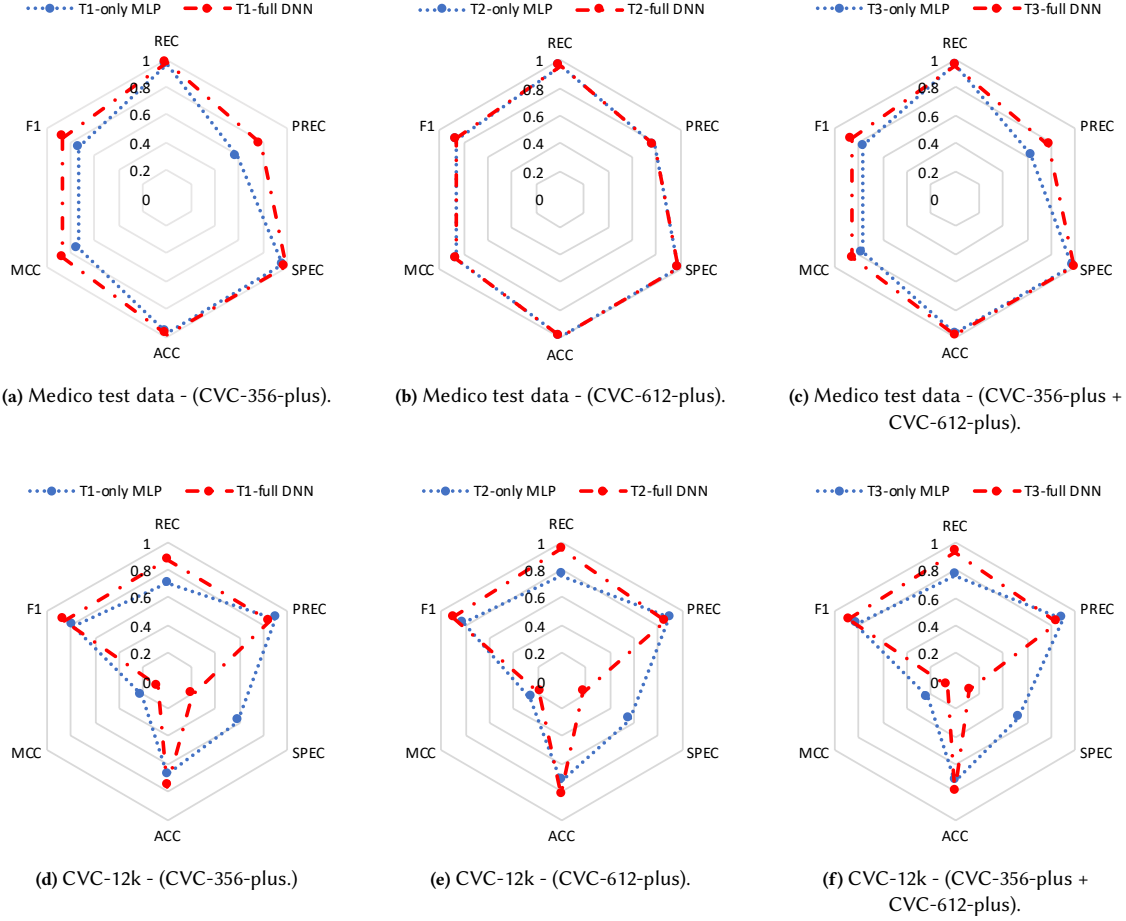 T1-only MLP T1-full DNN
REC
1
0.8
0.6
0.4
0.2
0
PREC
SPEC
ACC
MCC
F1
(a) Medico test data - (CVC-356-plus).
T2-only MLP T2-full DNN
REC
1
0.8
0.6
0.4
0.2
0
PREC
SPEC
ACC
MCC
F1
(b) Medico test data - (CVC-612-plus).
T3-only MLP T3-full DNN
REC
1
0.8
0.6
0.4
0.2
0
PREC
SPEC
ACC
MCC
F1
(c) Medico test data - (CVC-356-plus +
CVC-612-plus).
T1-only MLP T1-full DNN
REC
1
0.8
0.6
0.4
0.2
0
PREC
SPEC
ACC
MCC
F1
(d) CVC-12k - (CVC-356-plus.)
T2-only MLP T2-full DNN
REC
1
0.8
0.6
0.4
0.2
0
PREC
SPEC
ACC
MCC
F1
(e) CVC-12k - (CVC-612-plus).
T3-only MLP T3-full DNN
REC
1
0.8
0.6
0.4
0.2
0
PREC
SPEC
ACC
MCC
F1
(f) CVC-12k - (CVC-356-plus +
CVC-612-plus).